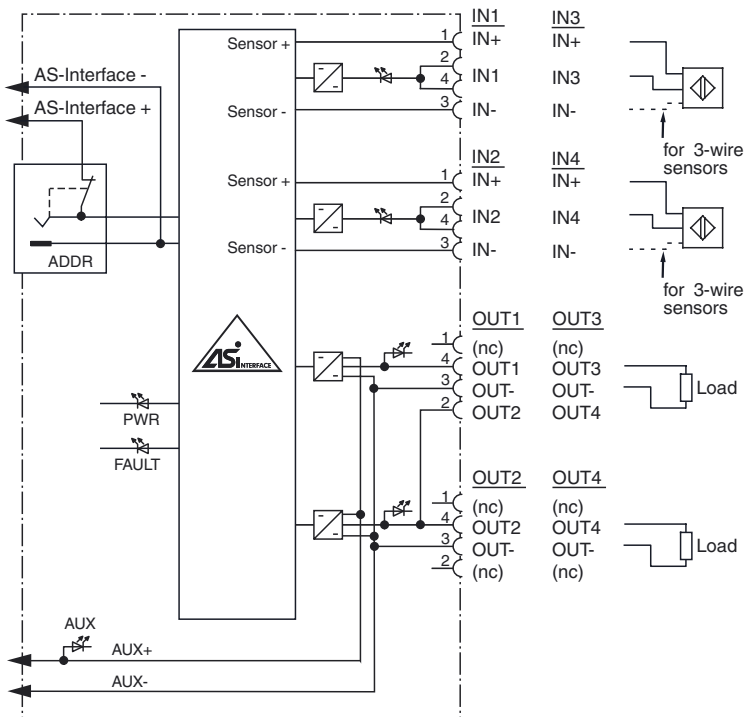 IN1 IN3
Sensor + 1 IN+ IN+
2
4 IN1 IN3
Sensor - 3 IN- IN-
AS-Interface -
AS-Interface +
for 3-wire
sensors
IN2 IN4
Sensor + 1 IN+ IN+
2
4 IN2 IN4
Sensor - 3 IN- IN-
ADDR
for 3-wire
sensors
OUT1 OUT3
1 (nc) (nc)
4 OUT1 OUT3
3 OUT- OUT- Load
2 OUT2 OUT4
ASi INTERFACE
PWR
FAULT
OUT2 OUT4
1 (nc) (nc)
4 OUT2 OUT4
3 OUT- OUT- Load
2 (nc) (nc)
AUX
AUX+
AUX-